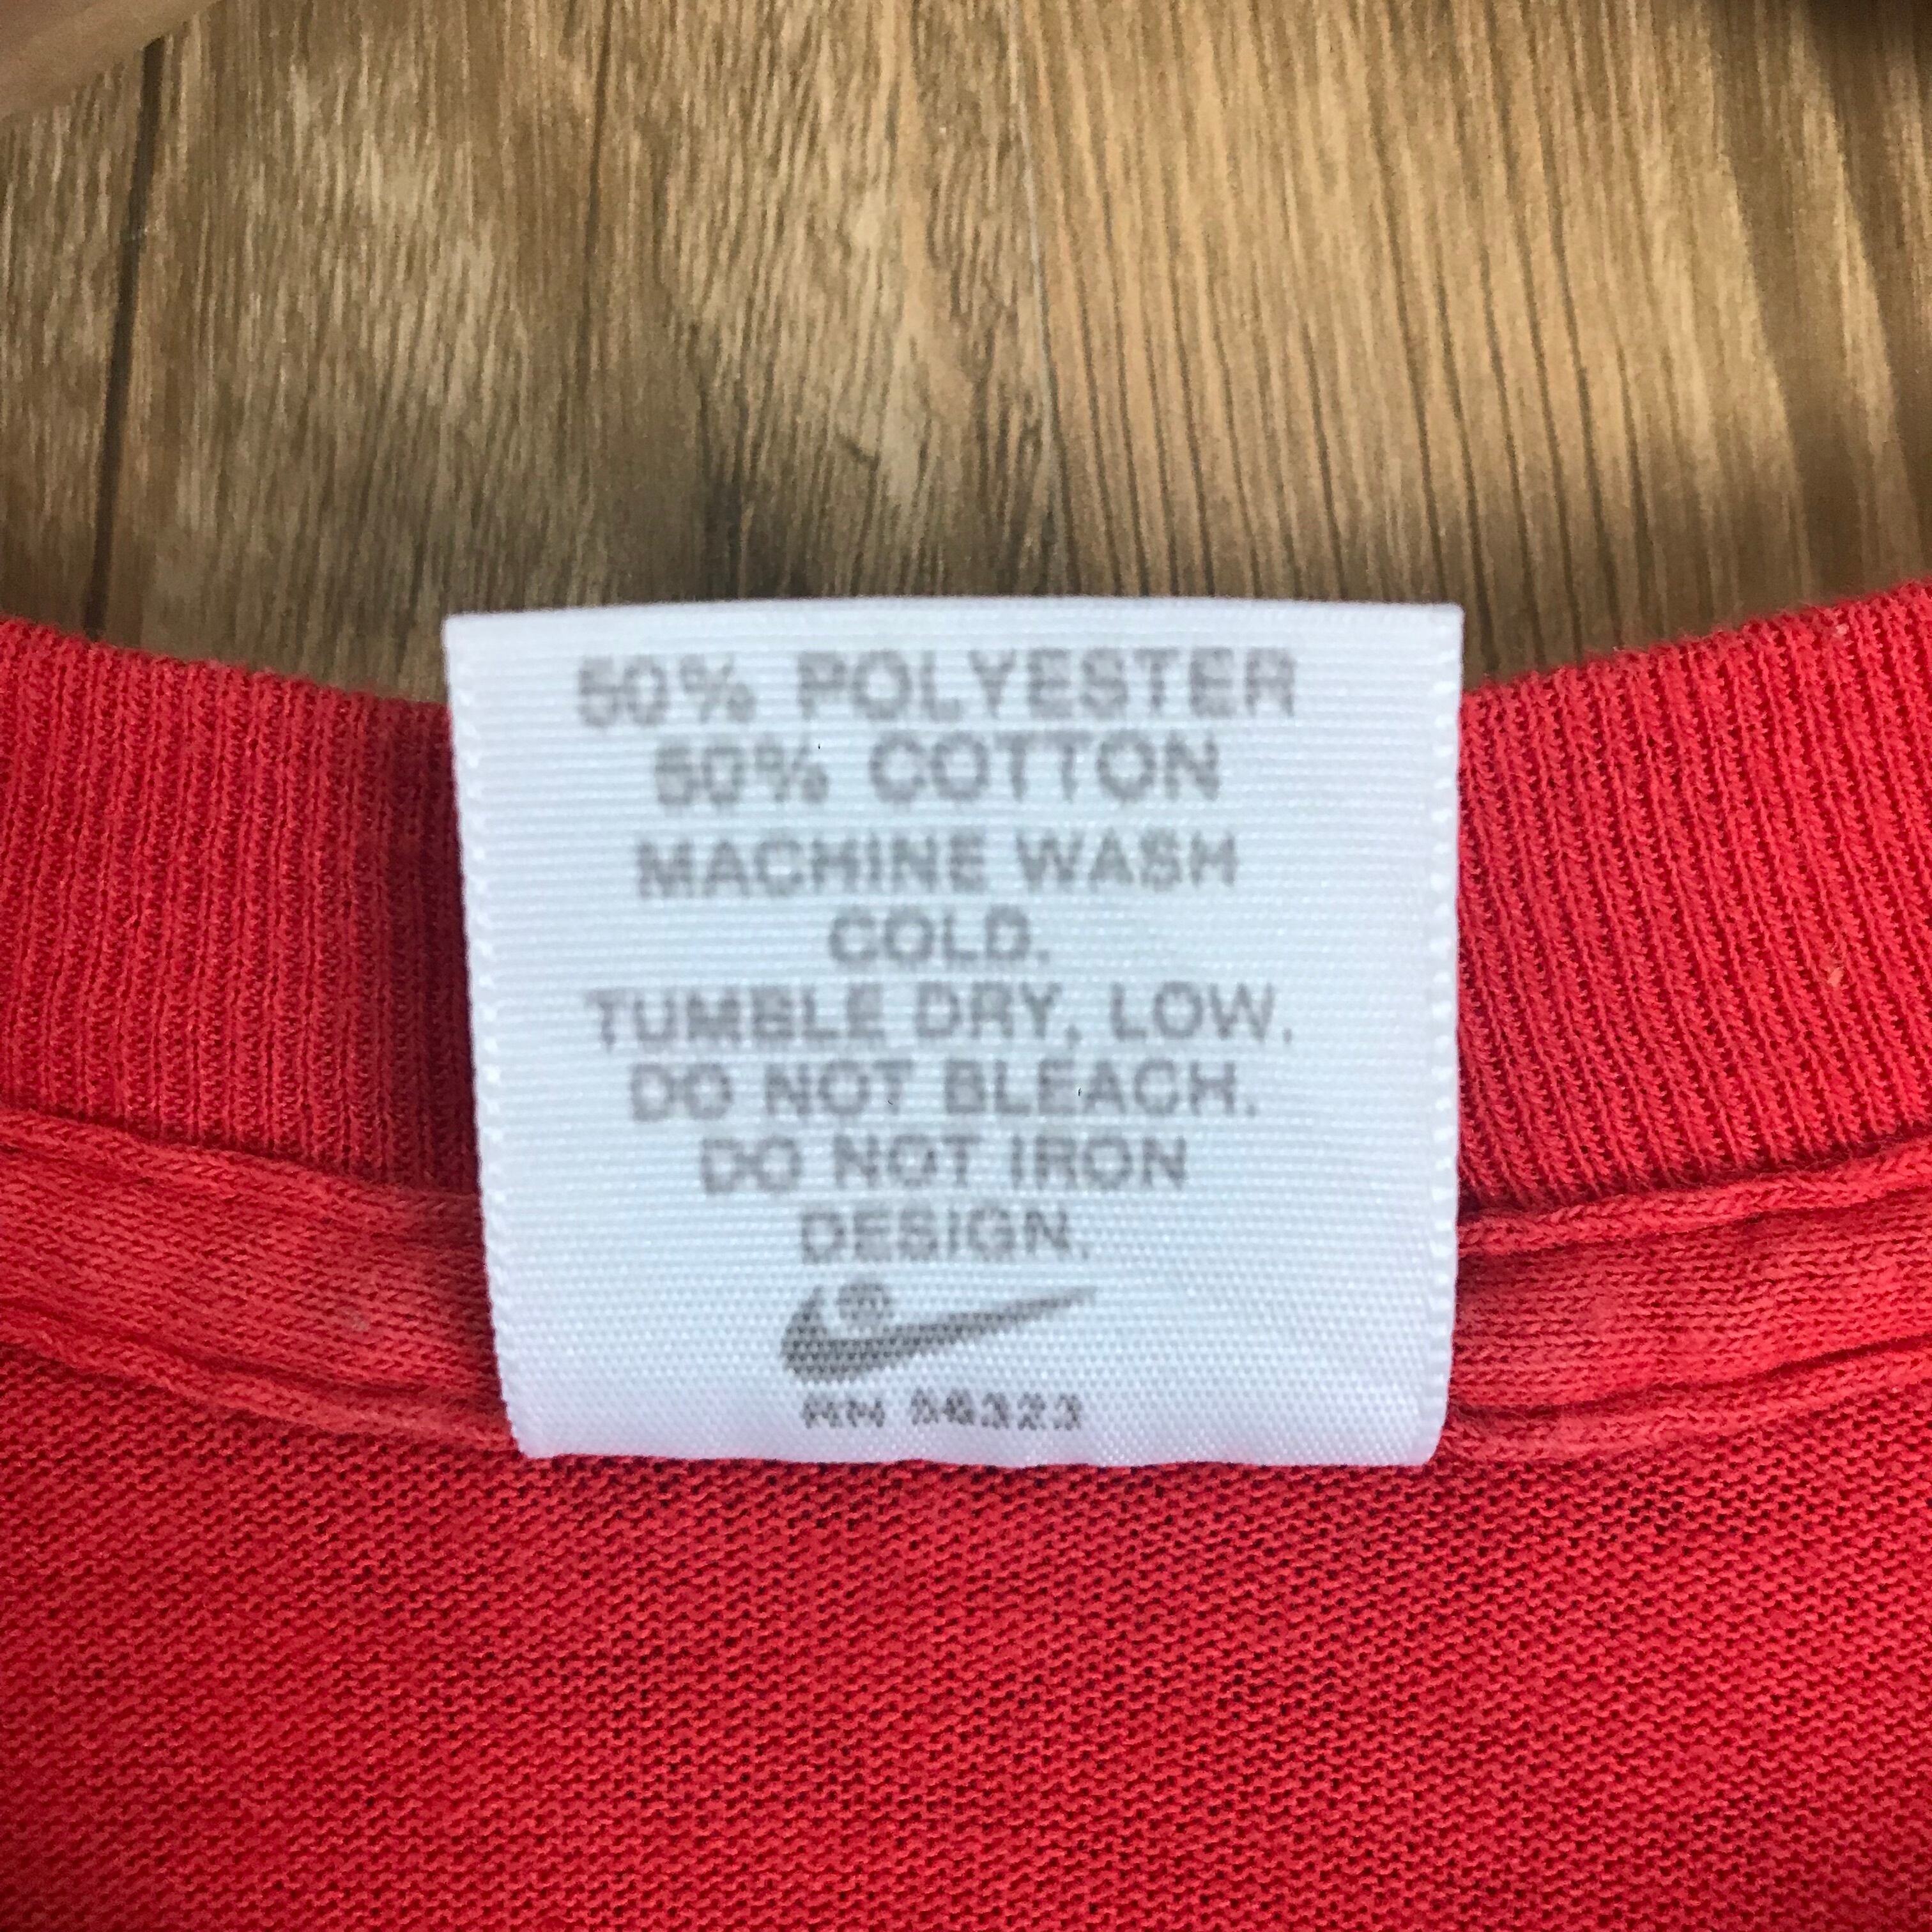 50% POLYESTER
50% COTTON
MACHINE WASH
COLD.
TUMBLE DRY, LOW.
DO NOT BLEACH.
DO NOT IRON
DESIGN.
®
RN 56323